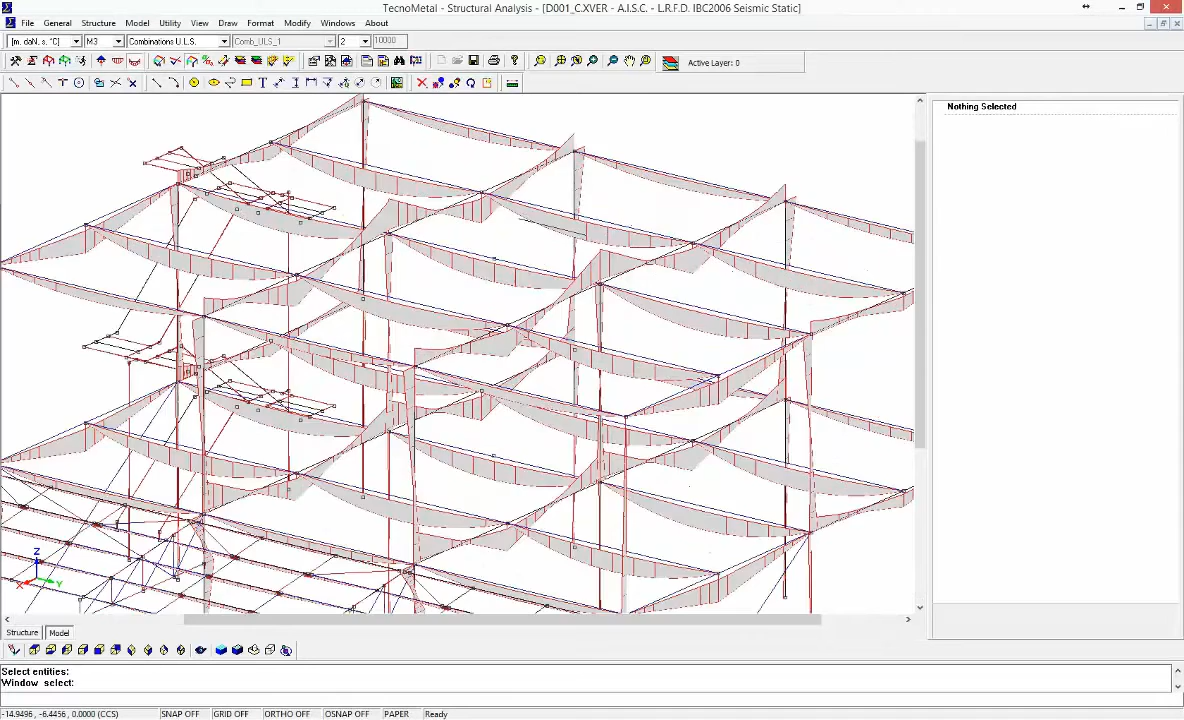 TecnoMetal - Structural Analysis - [D001_C.XVER - A.I.S.C. - L.R.F.D. IBC2006 Seismic Static]
File General Structure Model Utility View Draw Format Modify Windows About
[m. daN, s. °C] M3 Combinations U.L.S. Comb_ULS_1 2 10000
Active Layer: 0
Nothing Selected
Z
X Y
Structure Model
Select entities:
Window select:
-14.9496 , -6.4456 , 0.0000 (CCS) SNAP OFF GRID OFF ORTHO OFF OSNAP OFF PAPER Ready